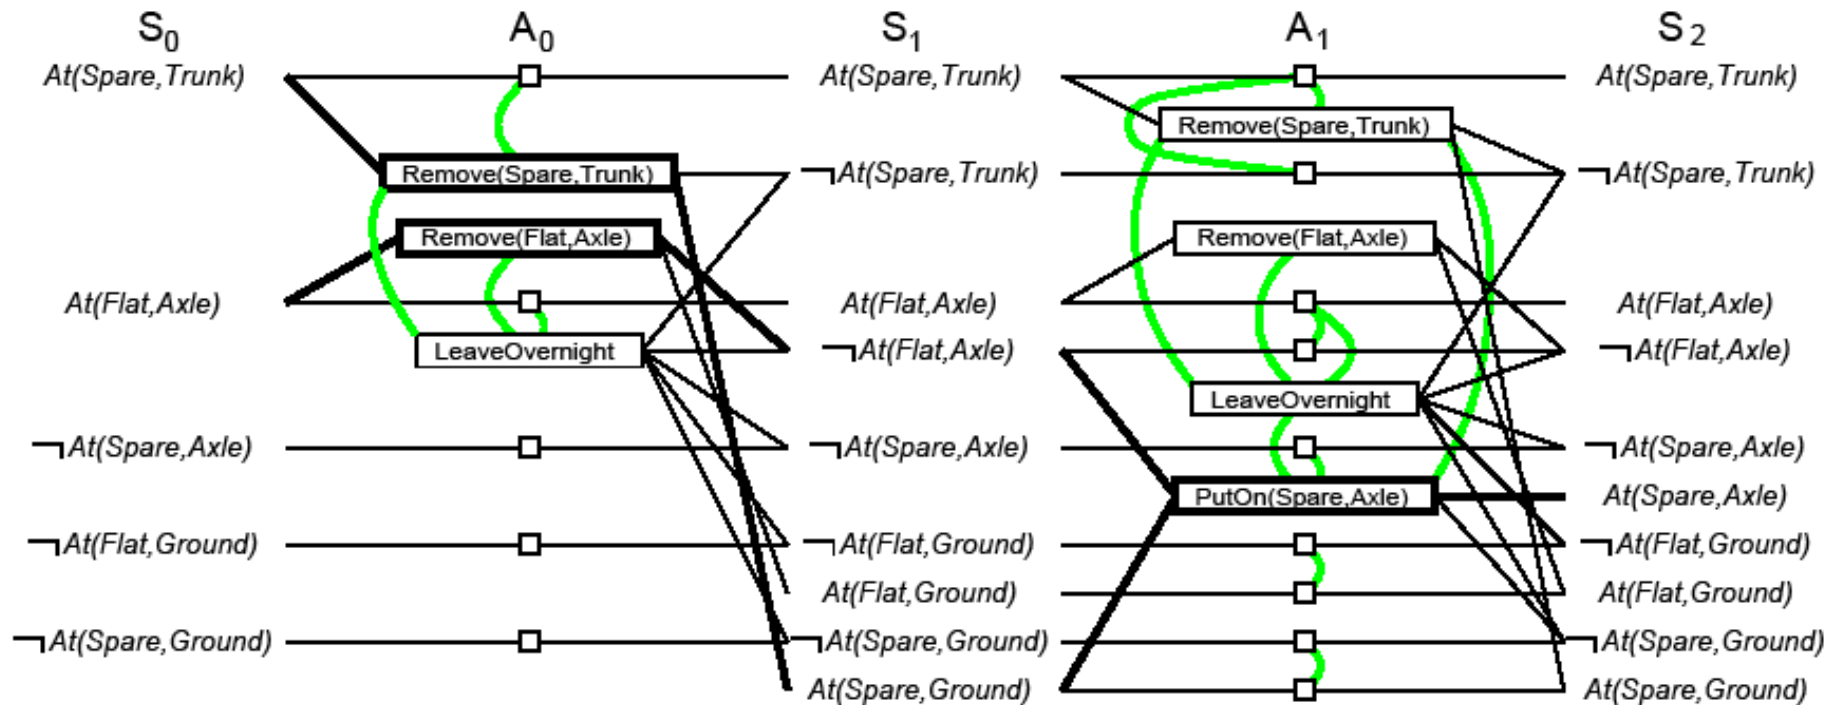 S0 A0 S1 A1 S2
At(Spare,Trunk) At(Spare,Trunk) At(Spare,Trunk)
Remove(Spare,Trunk)
Remove(Spare,Trunk) ¬At(Spare,Trunk) ¬At(Spare,Trunk)
Remove(Flat,Axle) Remove(Flat,Axle)
At(Flat,Axle) At(Flat,Axle) At(Flat,Axle)
LeaveOvernight ¬At(Flat,Axle) ¬At(Flat,Axle)
LeaveOvernight
¬At(Spare,Axle) ¬At(Spare,Axle) ¬At(Spare,Axle)
PutOn(Spare,Axle) At(Spare,Axle)
¬At(Flat,Ground) ¬At(Flat,Ground) ¬At(Flat,Ground)
At(Flat,Ground) At(Flat,Ground)
¬At(Spare,Ground) ¬At(Spare,Ground) ¬At(Spare,Ground)
At(Spare,Ground) At(Spare,Ground)